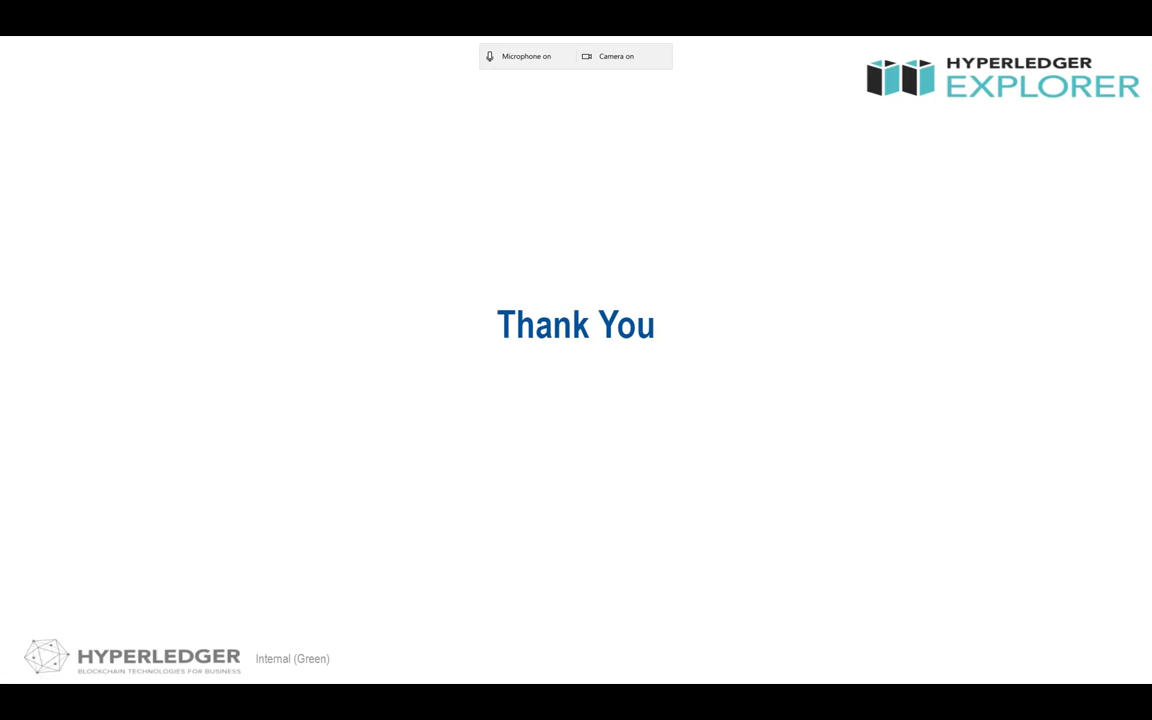 Microphone on Camera on
HYPERLEDGER
EXPLORER
Thank You
HYPERLEDGER
BLOCKCHAIN TECHNOLOGIES FOR BUSINESS
Internal (Green)